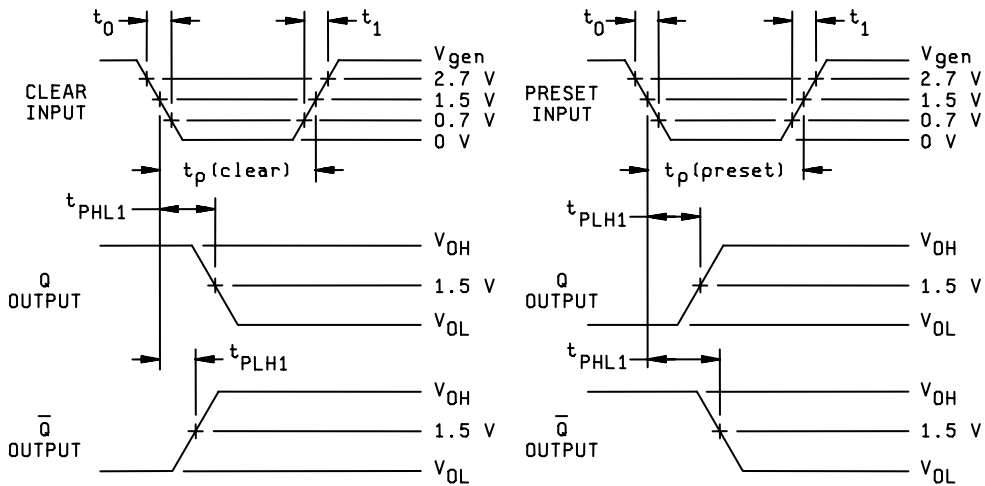 t0 t1
Vgen
2.7 V
1.5 V
0.7 V
0 V
CLEAR
INPUT
tp(clear)
tPHL1
VOH
1.5 V
VOL
Q
OUTPUT
tPLH1
VOH
1.5 V
VOL
Q̅
OUTPUT
t0 t1
Vgen
2.7 V
1.5 V
0.7 V
0 V
PRESET
INPUT
tp(preset)
tPLH1
VOH
1.5 V
VOL
Q
OUTPUT
tPHL1
VOH
1.5 V
VOL
Q̅
OUTPUT